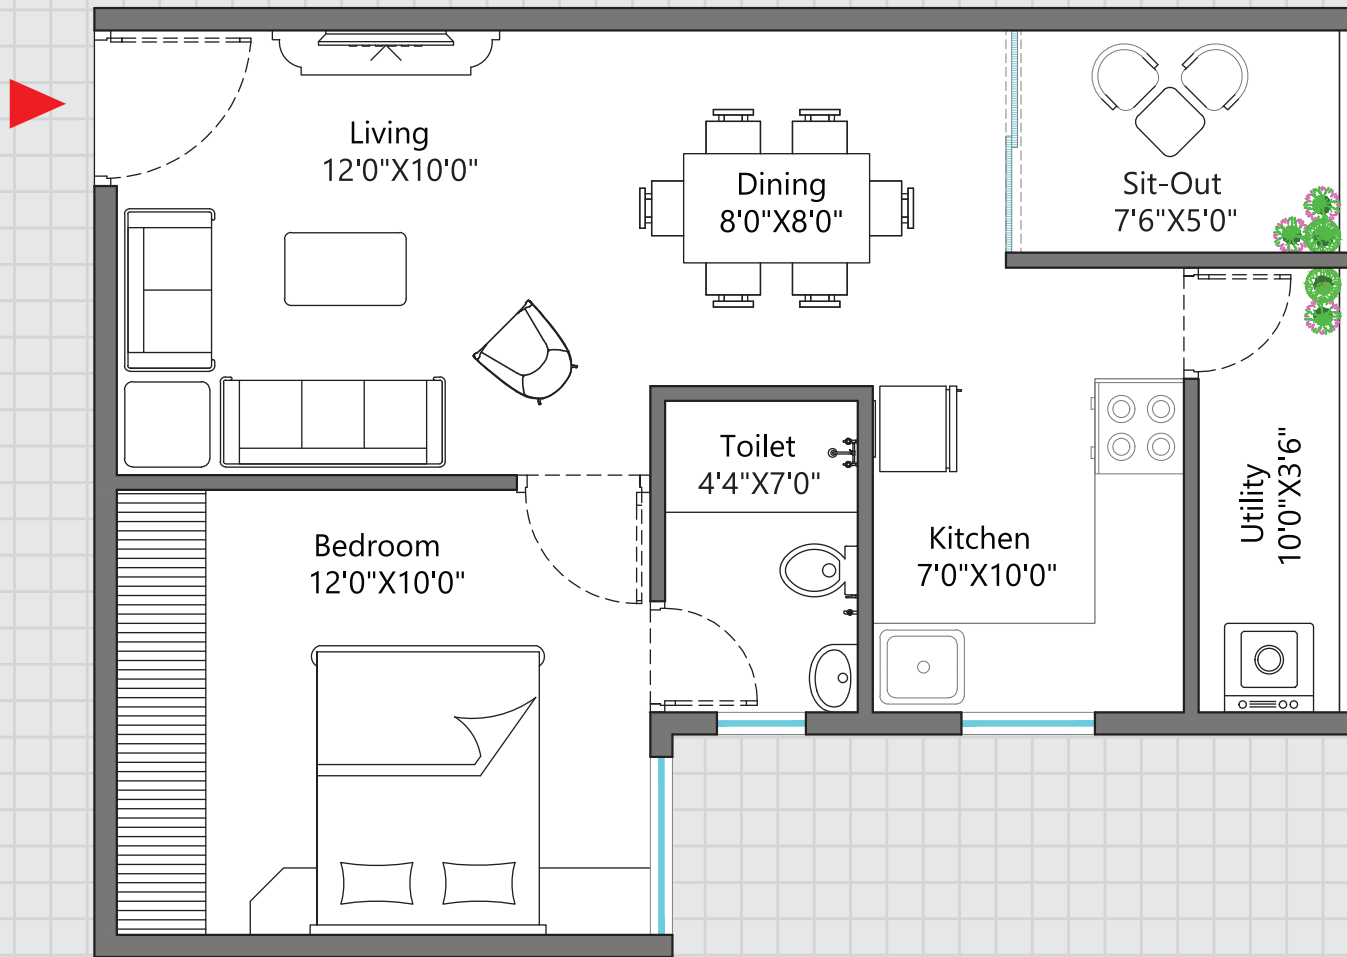 Living
12'0"X10'0"
Dining
8'0"X8'0"
Sit-Out
7'6"X5'0"
Toilet
4'4"X7'0"
Bedroom
12'0"X10'0"
Kitchen
7'0"X10'0"
Utility
10'0"X3'6"